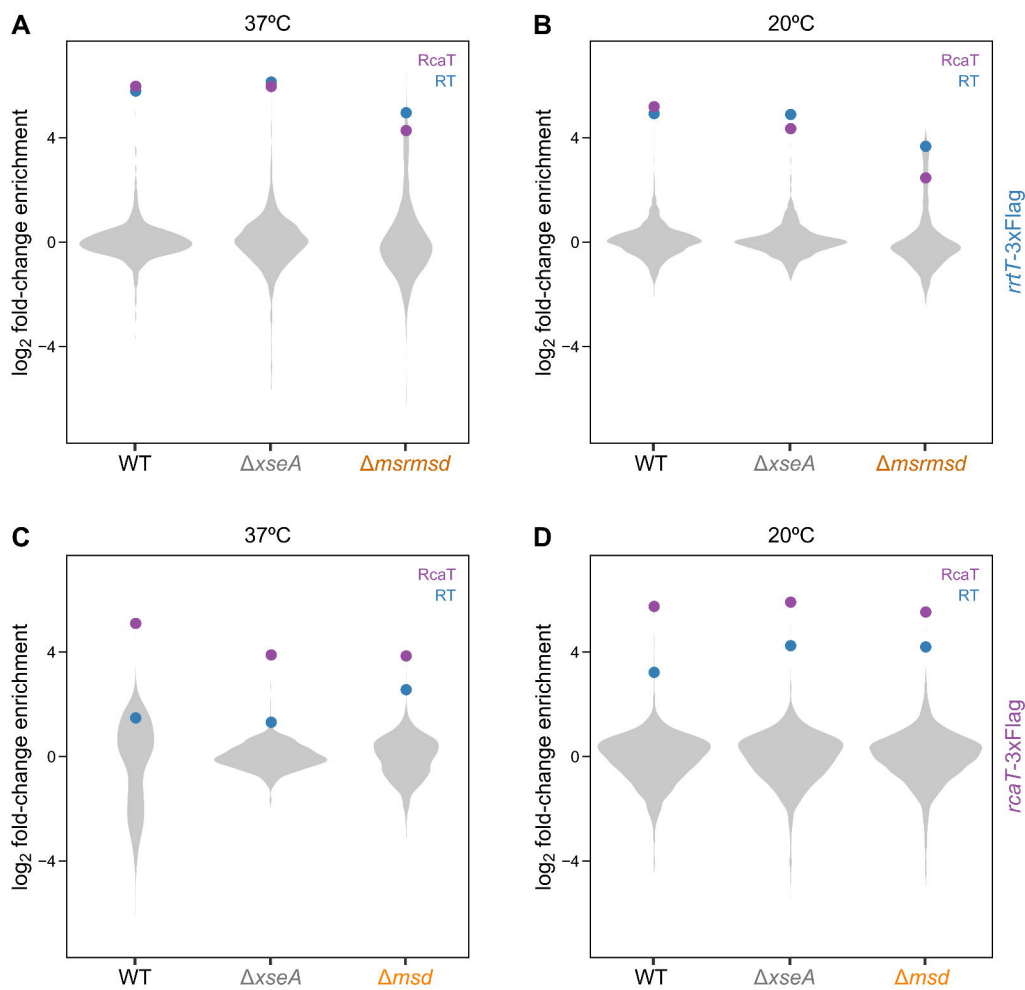 A
37ºC
RcaT
RT
log2 fold-change enrichment
4
0
−4
WT
ΔxseA
Δmsrmsd
B
20ºC
RcaT
RT
log2 fold-change enrichment
4
0
−4
WT
ΔxseA
Δmsrmsd
rrtT-3xFlag
C
37ºC
RcaT
RT
log2 fold-change enrichment
4
0
−4
WT
ΔxseA
Δmsd
D
20ºC
RcaT
RT
log2 fold-change enrichment
4
0
−4
WT
ΔxseA
Δmsd
rcaT-3xFlag